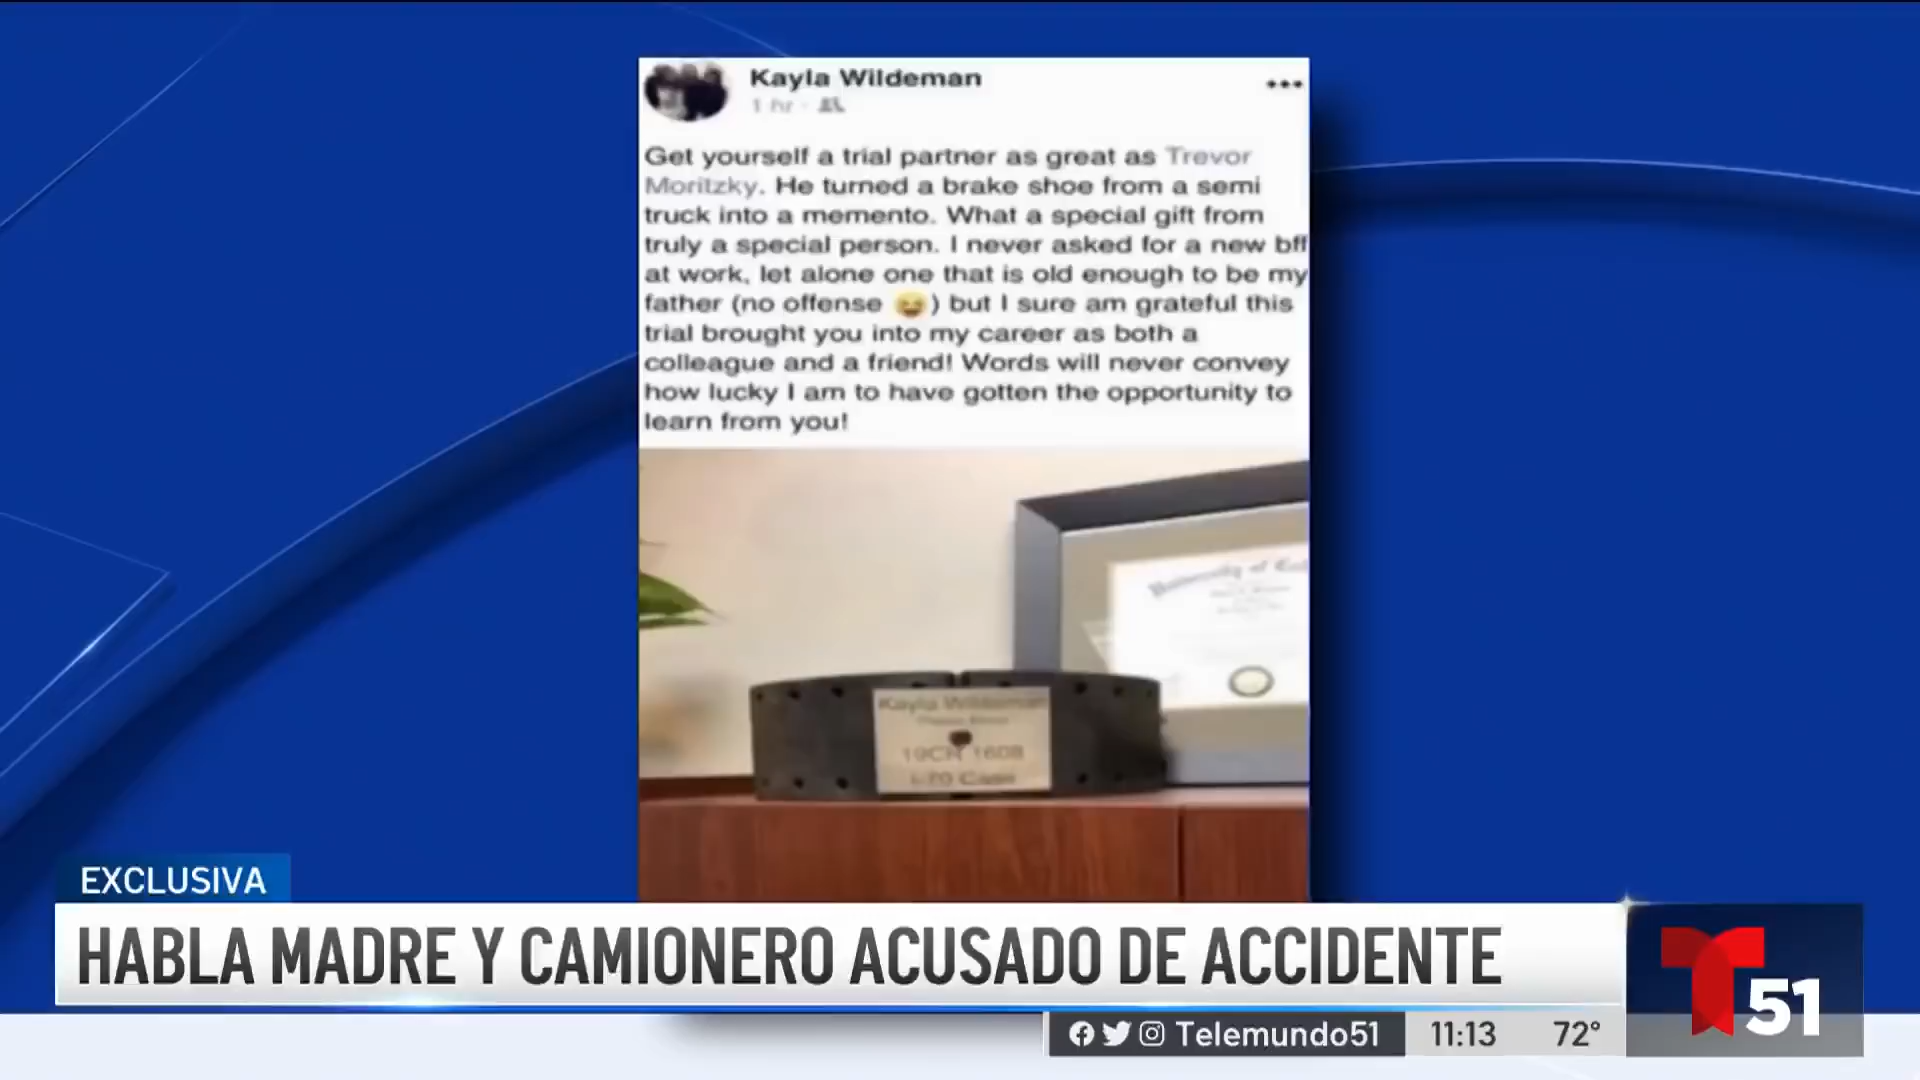 Kayla Wildeman
1 hr
Get yourself a trial partner as great as Trevor
Moritzky. He turned a brake shoe from a semi
truck into a memento. What a special gift from
truly a special person. I never asked for a new bff
at work, let alone one that is old enough to be my
father (no offense 😆) but I sure am grateful this
trial brought you into my career as both a
colleague and a friend! Words will never convey
how lucky I am to have gotten the opportunity to
learn from you!
University of
Kayla Wildeman
19CR 1608
I-70 Case
EXCLUSIVA
HABLA MADRE Y CAMIONERO ACUSADO DE ACCIDENTE
T 51
Telemundo51 11:13 72°